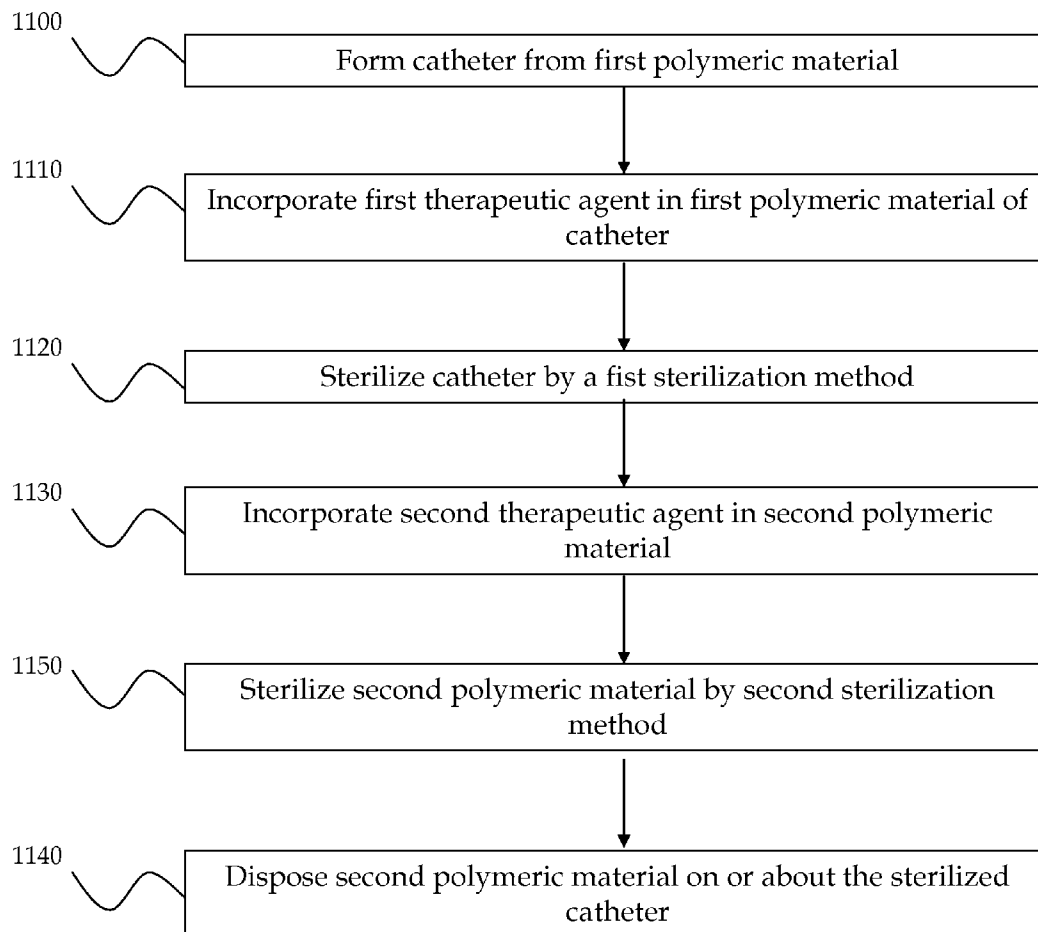 1100
Form catheter from first polymeric material
1110
Incorporate first therapeutic agent in first polymeric material of
catheter
1120
Sterilize catheter by a fist sterilization method
1130
Incorporate second therapeutic agent in second polymeric
material
1150
Sterilize second polymeric material by second sterilization
method
1140
Dispose second polymeric material on or about the sterilized
catheter